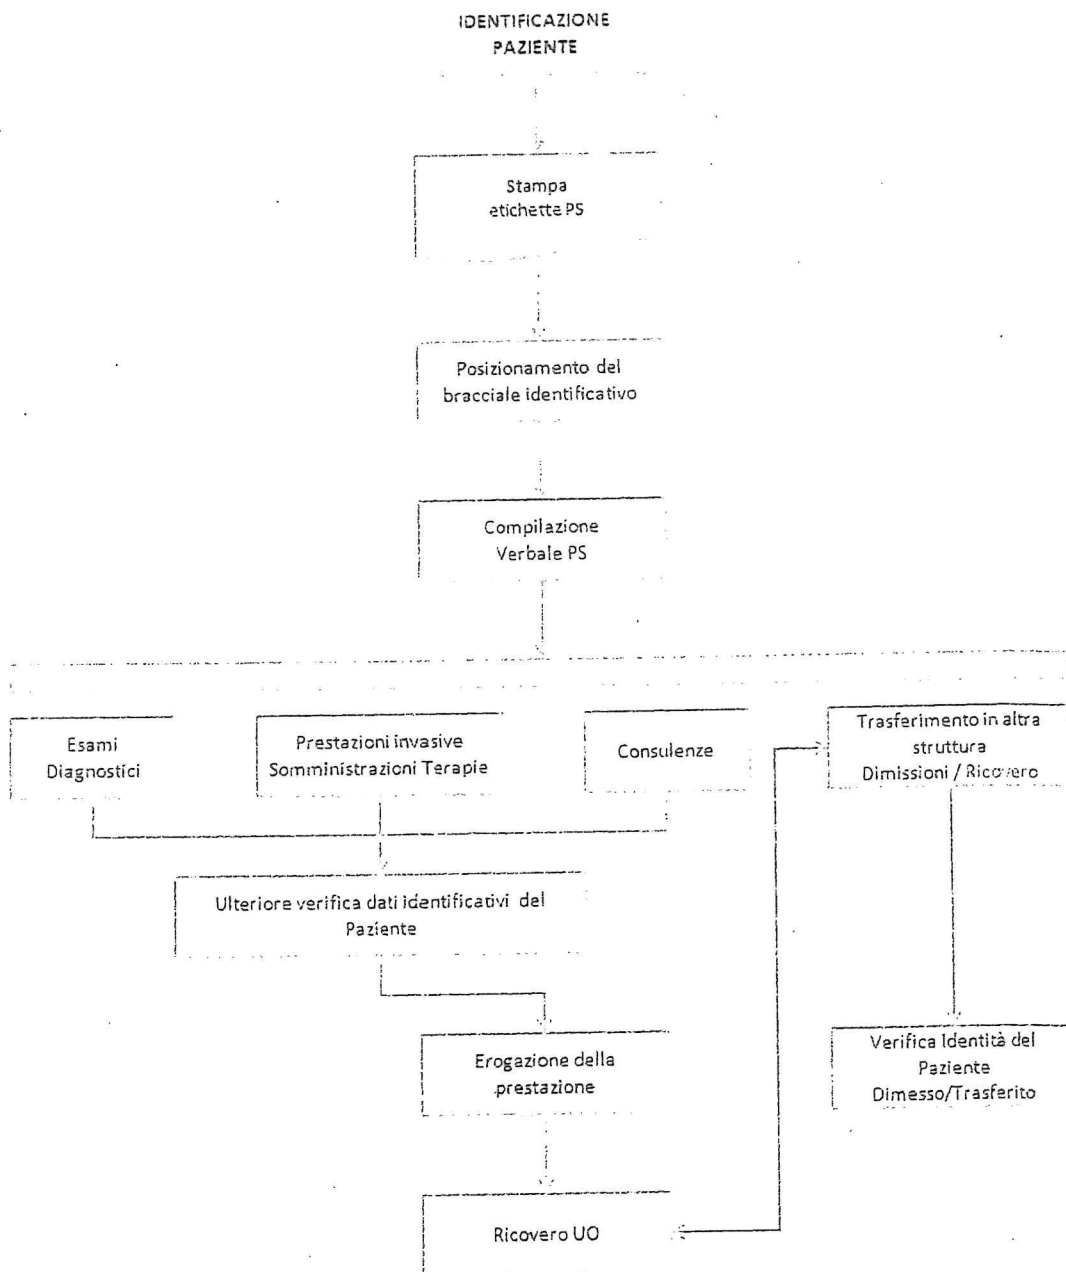 IDENTIFICAZIONE
PAZIENTE
Stampa
etichette PS
Posizionamento del
bracciale identificativo
Compilazione
Verbale PS
Esami
Diagnostici
Prestazioni invasive
Somministrazioni Terapie
Consulenze
Trasferimento in altra
struttura
Dimissioni / Ricovero
Ulteriore verifica dati identificativi del
Paziente
Erogazione della
prestazione
Verifica Identità del
Paziente
Dimesso/Trasferito
Ricovero UO